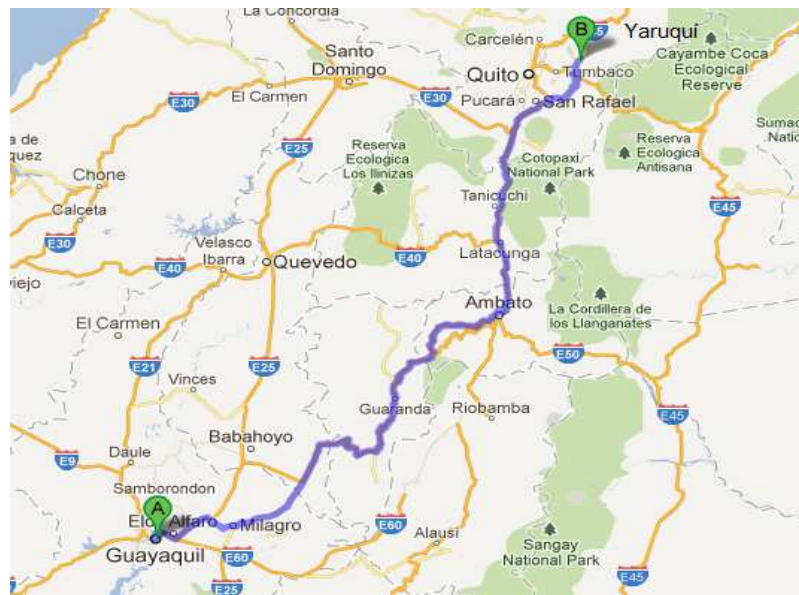 La Concordia
Carcelén
B
E35
Yaruquí
Santo
Domingo
Quito
Tumbaco
Cayambe Coca
Ecological
Reserve
E30
El Carmen
E30
Pucará
San Rafael
E25
Reserva
Ecologica
Los Ilinizas
Cotopaxi
National Park
Reserva
Ecologica
Antisana
Chone
Calceta
Tanicuchi
E45
E30
Velasco
Ibarra
E40
Quevedo
E40
Latacunga
Ambato
La Cordillera de
los Llanganates
El Carmen
E21
E25
E50
Vinces
Guaranda
Riobamba
E45
Babahoyo
E9
Daule
Samborondon
A
Eloy Alfaro
Milagro
E60
Guayaquil
E60
Alausi
Sangay
National Park
E25
E45